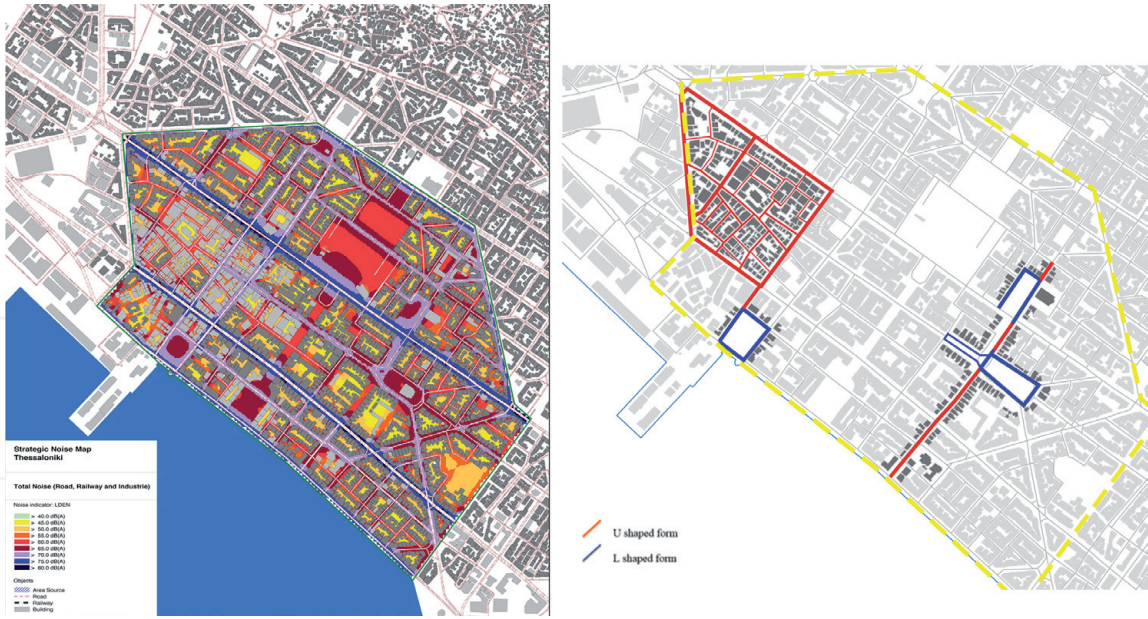 Strategic Noise Map
Thessaloniki
Total Noise (Road, Railway and Industrie)
Noise indicator: LDEN
> 40.0 dB(A)
> 45.0 dB(A)
> 50.0 dB(A)
> 55.0 dB(A)
> 60.0 dB(A)
> 65.0 dB(A)
> 70.0 dB(A)
> 75.0 dB(A)
> 80.0 dB(A)
Objects
Area Source
Road
Railway
Building
U shaped form
L shaped form